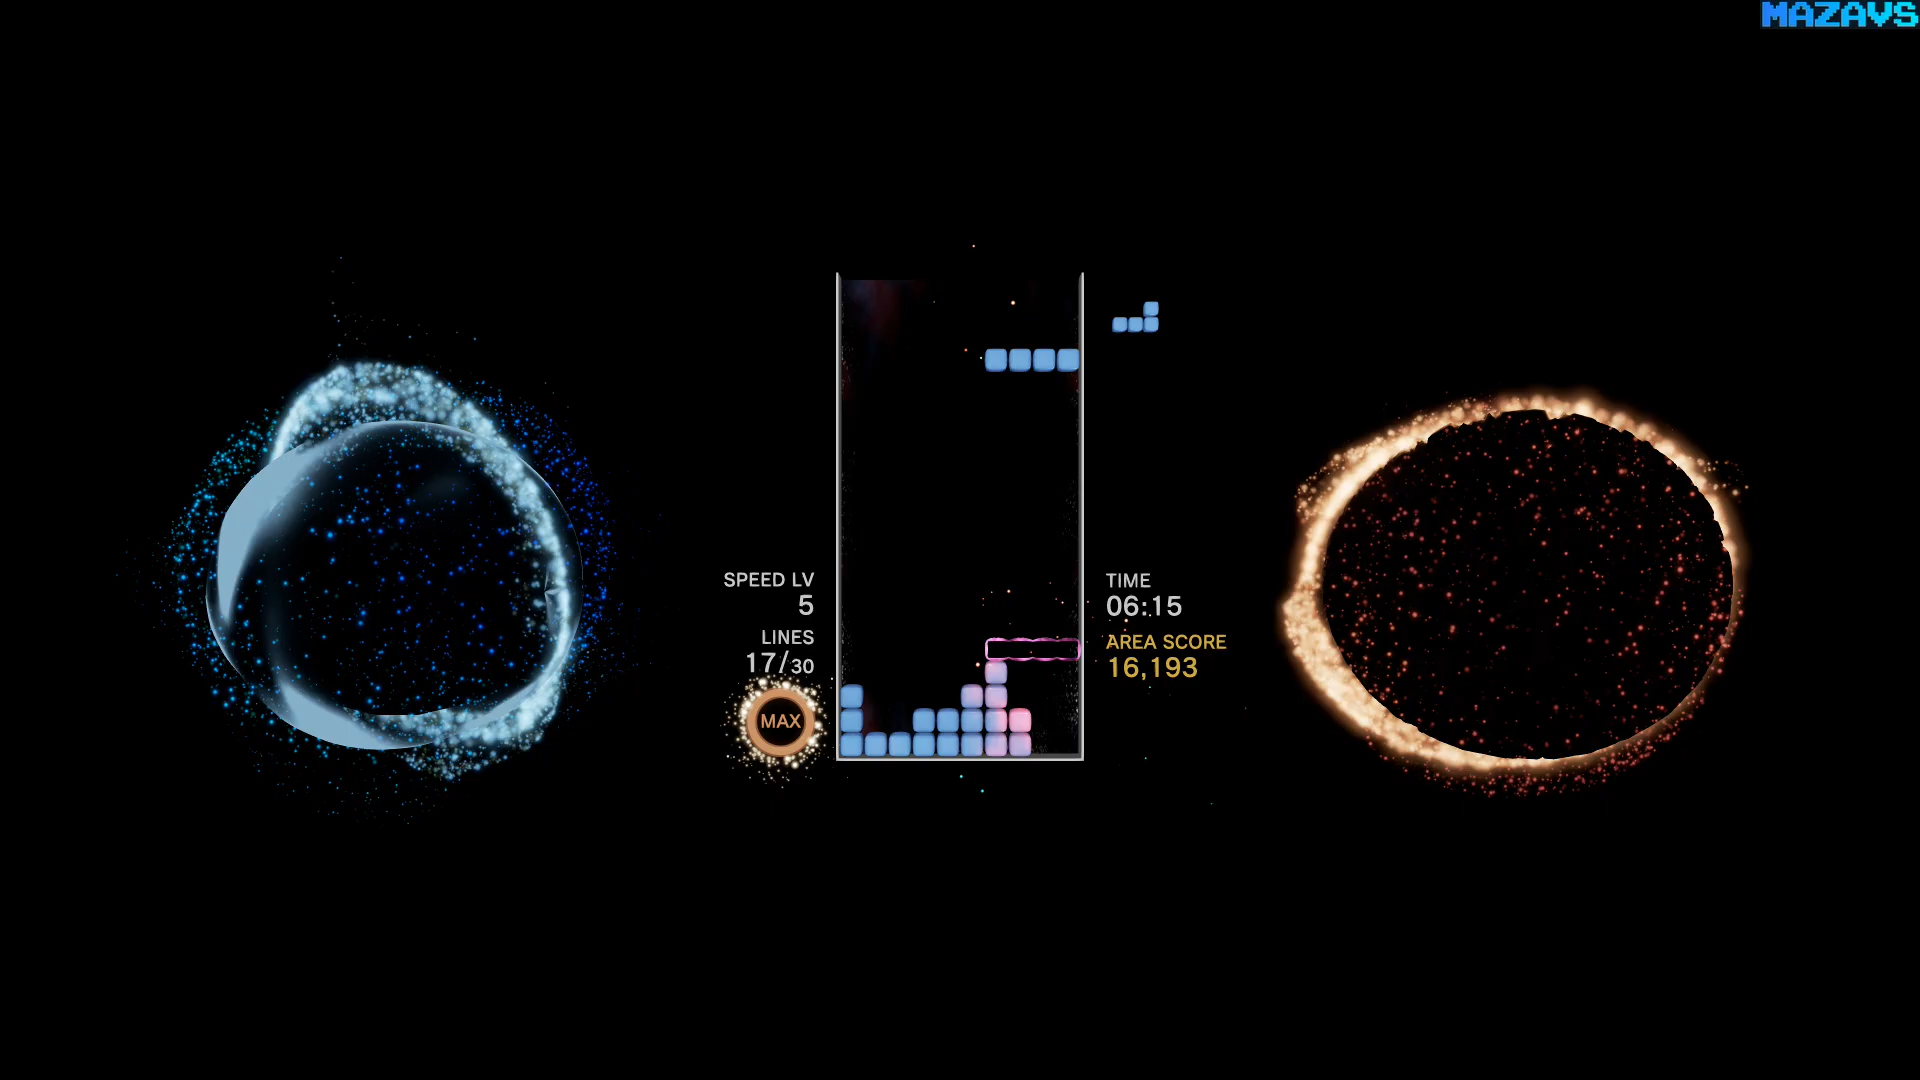 MAZAVS
SPEED LV
5
LINES
17/30
MAX
TIME
06:15
AREA SCORE
16,193